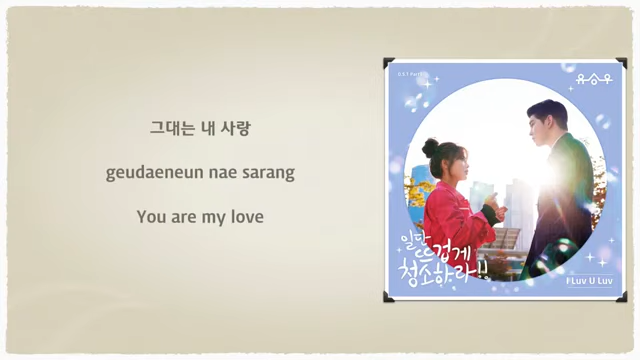 그대는 내 사랑
geudaeneun nae sarang
You are my love
유승우
일단
뜨겁게
청소하라!!
I Luv U Luv